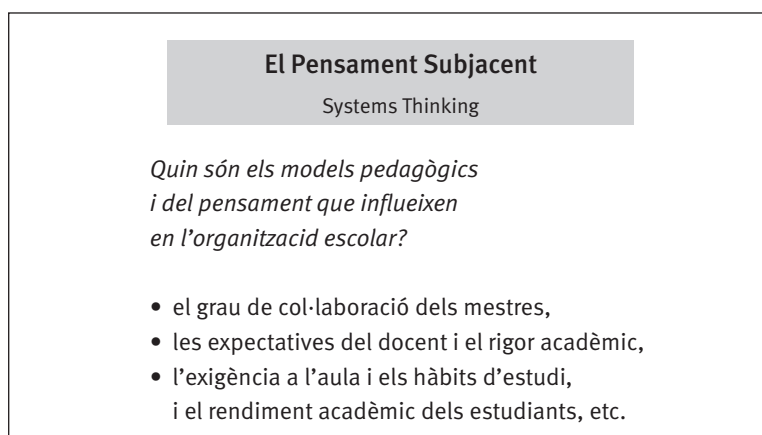 El Pensament Subjacent
Systems Thinking
Quin són els models pedagògics
i del pensament que influeixen
en l’organitzacid escolar?
• el grau de col·laboració dels mestres,
• les expectatives del docent i el rigor acadèmic,
• l’exigència a l’aula i els hàbits d’estudi,
i el rendiment acadèmic dels estudiants, etc.